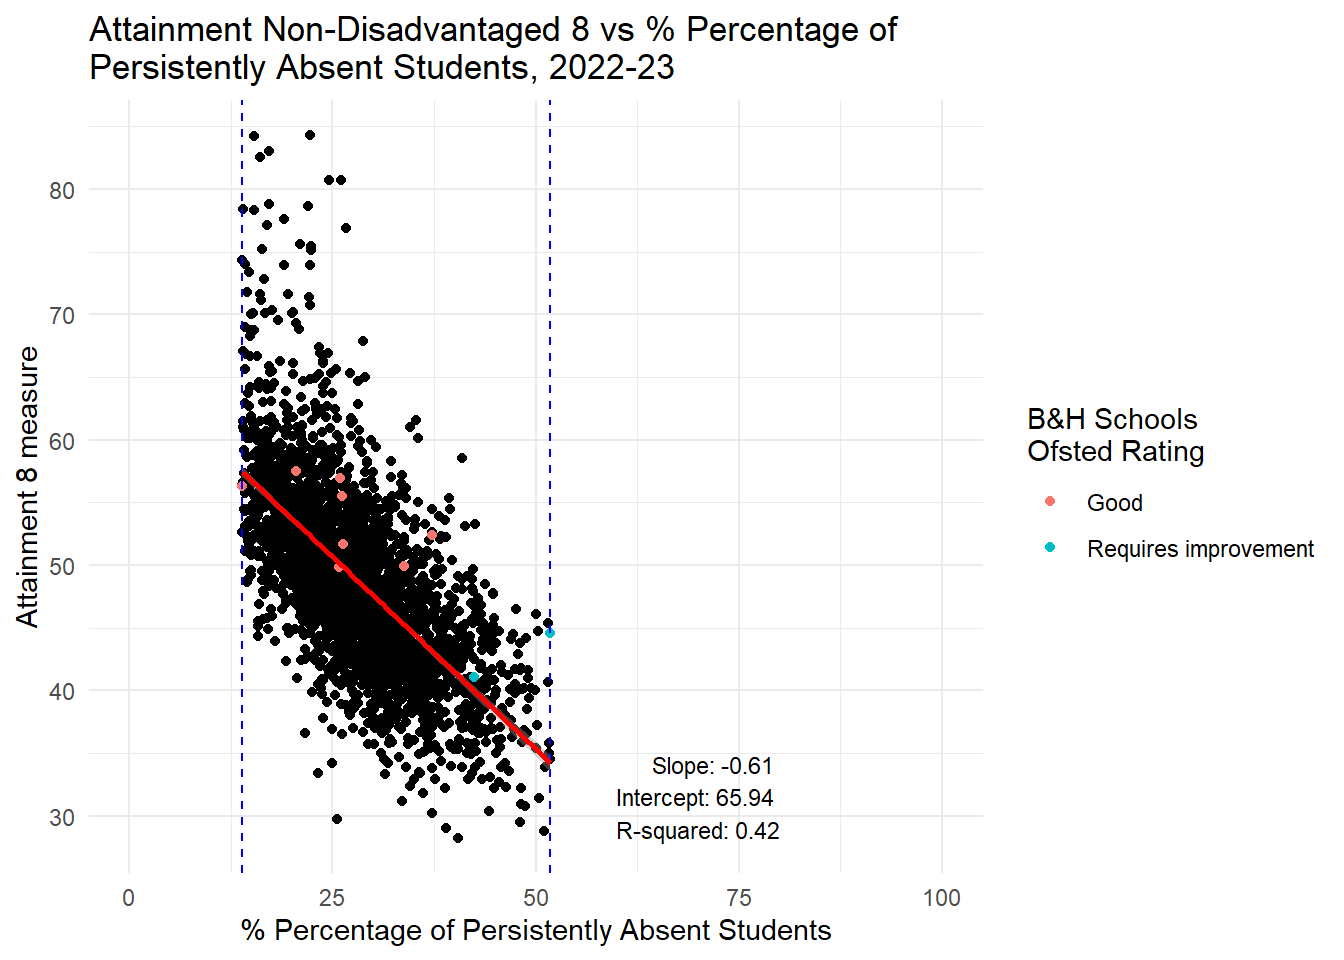 Attainment Non-Disadvantaged 8 vs % Percentage of
Persistently Absent Students, 2022-23
Attainment 8 measure
80
70
60
50
40
30
0
25
50
75
100
% Percentage of Persistently Absent Students
Slope: -0.61
Intercept: 65.94
R-squared: 0.42
B&H Schools
Ofsted Rating
Good
Requires improvement